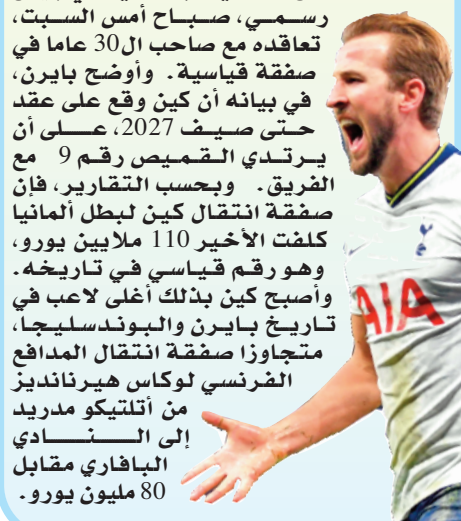 رسمي، صباح أمس السبت،
تعاقده مع صاحب ال30 عاما في
صفقة قياسية. وأوضح بايرن،
في بيانه أن كين وقع على عقد
حتى صيف 2027، على أن
يرتدي القميص رقم 9 مع
الفريق. وبحسب التقارير، فإن
صفقة انتقال كين لبطل ألمانيا
كلفت الأخير 110 ملايين يورو،
وهو رقم قياسي في تاريخه.
وأصبح كين بذلك أغلى لاعب في
تاريخ بايرن والبوندسليجا،
متجاوزا صفقة انتقال المدافع
الفرنسي لوكاس هيرنانديز
من أتلتيكو مدريد
إلى النادي
البافاري مقابل
80 مليون يورو.
AIA